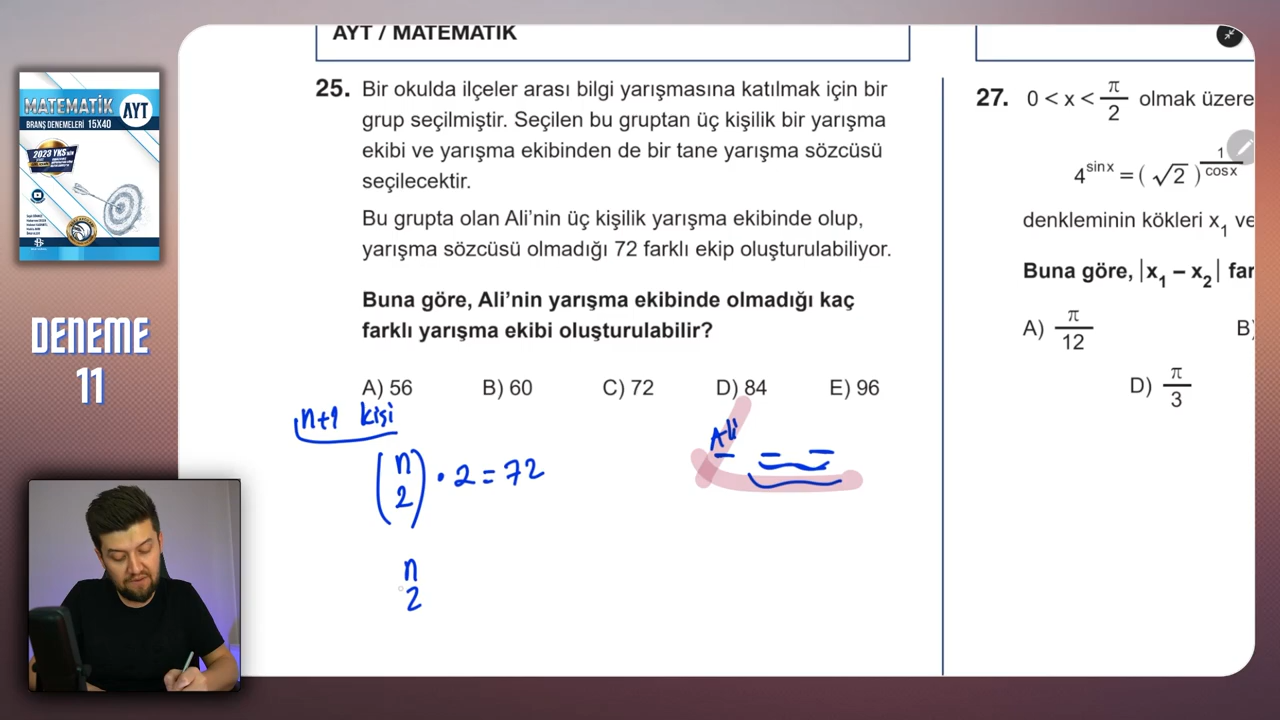 AYT / MATEMATİK
MATEMATİK AYT
BRANŞ DENEMELERİ 15X40
2023 YKS'NİN
DENEME
11
25. Bir okulda ilçeler arası bilgi yarışmasına katılmak için bir
grup seçilmiştir. Seçilen bu gruptan üç kişilik bir yarışma
ekibi ve yarışma ekibinden de bir tane yarışma sözcüsü
seçilecektir.
Bu grupta olan Ali'nin üç kişilik yarışma ekibinde olup,
yarışma sözcüsü olmadığı 72 farklı ekip oluşturulabiliyor.
Buna göre, Ali'nin yarışma ekibinde olmadığı kaç
farklı yarışma ekibi oluşturulabilir?
A) 56 B) 60 C) 72 D) 84 E) 96
n+1 kişi
Ali
(n 2) · 2 = 72
n
2
27. 0 < x < π/2 olmak üzere
4^sinx = (√2)^1/cosx
denkleminin kökleri x₁ ve
Buna göre, |x₁ – x₂| far
A) π/12 B)
D) π/3